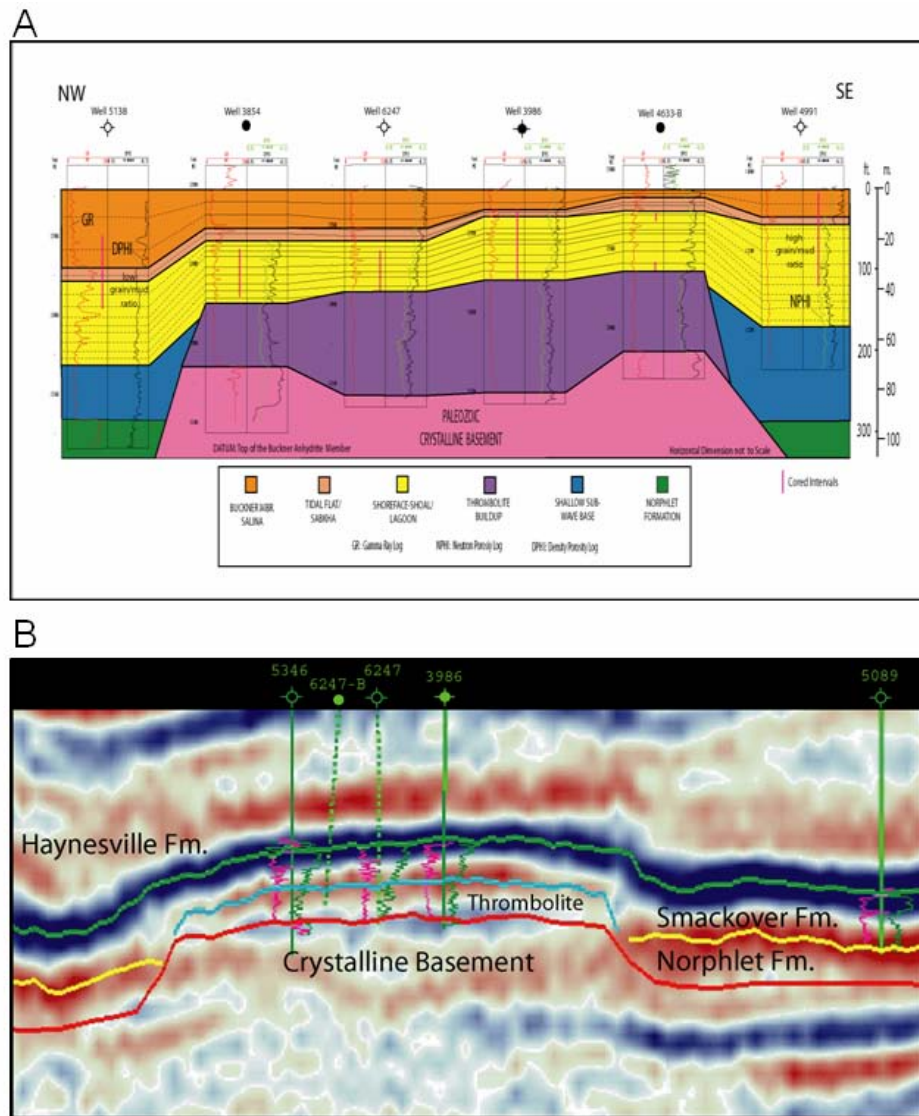 A
NW
SE
Well 5138
Well 3854
Well 6247
Well 3986
Well 4633-B
Well 4991
ft. m.
0 0
20
100 40
60
200
80
300 100
GR
DPHI
low
grain/mud
ratio
high
grain/mud
ratio
NPHI
PALEOZOIC
CRYSTALLINE BASEMENT
DATUM: Top of the Buckner Anhydrite Member
Horizontal Dimension not to Scale
BUCKNER MBR.
SALINA
TIDAL FLAT/
SABKHA
SHOREFACE-SHOAL/
LAGOON
THROMBOLITE
BUILDUP
SHALLOW SUB-
WAVE BASE
NORPHLET
FORMATION
GR: Gamma Ray Log NPHI: Neutron Porosity Log DPHI: Density Porosity Log
Cored Intervals
B
5346
6247-B
6247
3986
5089
Haynesville Fm.
Thrombolite
Smackover Fm.
Crystalline Basement
Norphlet Fm.